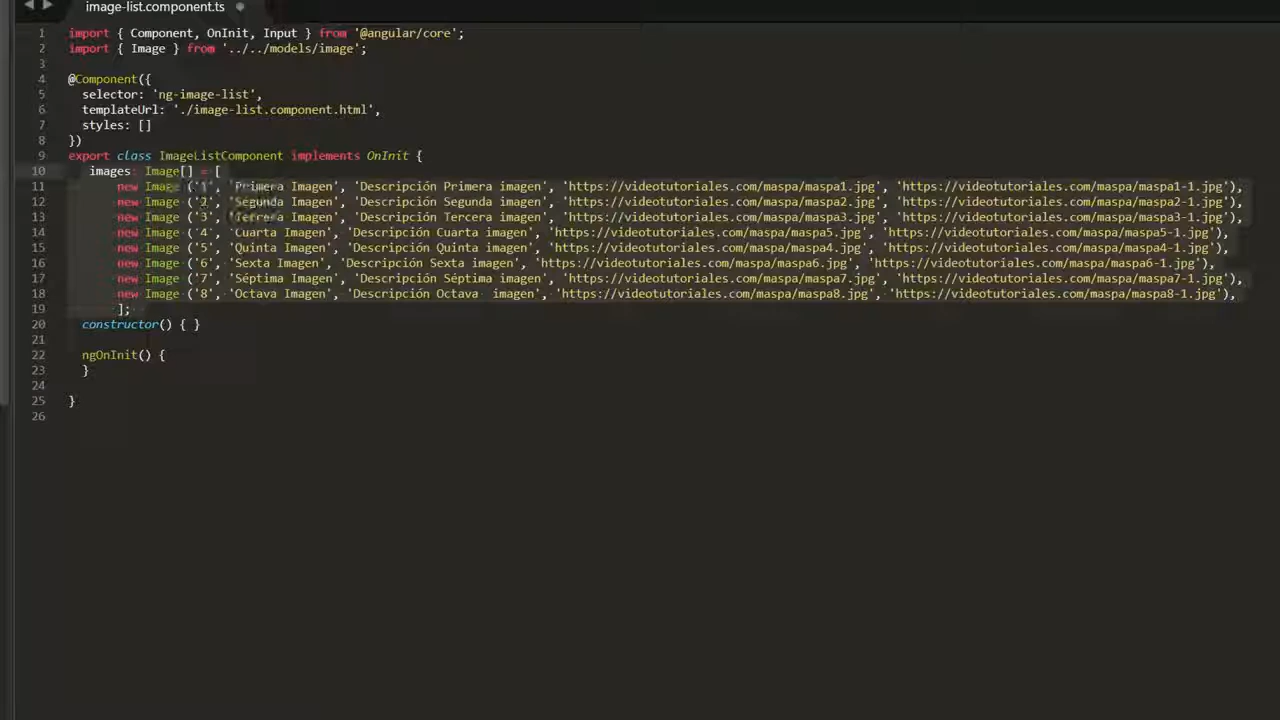 image-list.component.ts
1 import { Component, OnInit, Input } from '@angular/core';
2 import { Image } from '../../models/image';
3
4 @Component({
5 selector: 'ng-image-list',
6 templateUrl: './image-list.component.html',
7 styles: []
8 })
9 export class ImageListComponent implements OnInit {
10 images: Image[] = [
11 new Image ('1', 'Primera Imagen', 'Descripción Primera imagen', 'https://videotutoriales.com/maspa/maspa1.jpg', 'https://videotutoriales.com/maspa/maspa1-1.jpg'),
12 new Image ('2', 'Segunda Imagen', 'Descripción Segunda imagen', 'https://videotutoriales.com/maspa/maspa2.jpg', 'https://videotutoriales.com/maspa/maspa2-1.jpg'),
13 new Image ('3', 'Tercera Imagen', 'Descripción Tercera imagen', 'https://videotutoriales.com/maspa/maspa3.jpg', 'https://videotutoriales.com/maspa/maspa3-1.jpg'),
14 new Image ('4', 'Cuarta Imagen', 'Descripción Cuarta imagen', 'https://videotutoriales.com/maspa/maspa5.jpg', 'https://videotutoriales.com/maspa/maspa5-1.jpg'),
15 new Image ('5', 'Quinta Imagen', 'Descripción Quinta imagen', 'https://videotutoriales.com/maspa/maspa4.jpg', 'https://videotutoriales.com/maspa/maspa4-1.jpg'),
16 new Image ('6', 'Sexta Imagen', 'Descripción Sexta imagen', 'https://videotutoriales.com/maspa/maspa6.jpg', 'https://videotutoriales.com/maspa/maspa6-1.jpg'),
17 new Image ('7', 'Séptima Imagen', 'Descripción Séptima imagen', 'https://videotutoriales.com/maspa/maspa7.jpg', 'https://videotutoriales.com/maspa/maspa7-1.jpg'),
18 new Image ('8', 'Octava Imagen', 'Descripción Octava  imagen', 'https://videotutoriales.com/maspa/maspa8.jpg', 'https://videotutoriales.com/maspa/maspa8-1.jpg'),
19 ];
20 constructor() { }
21
22 ngOnInit() {
23 }
24
25 }
26